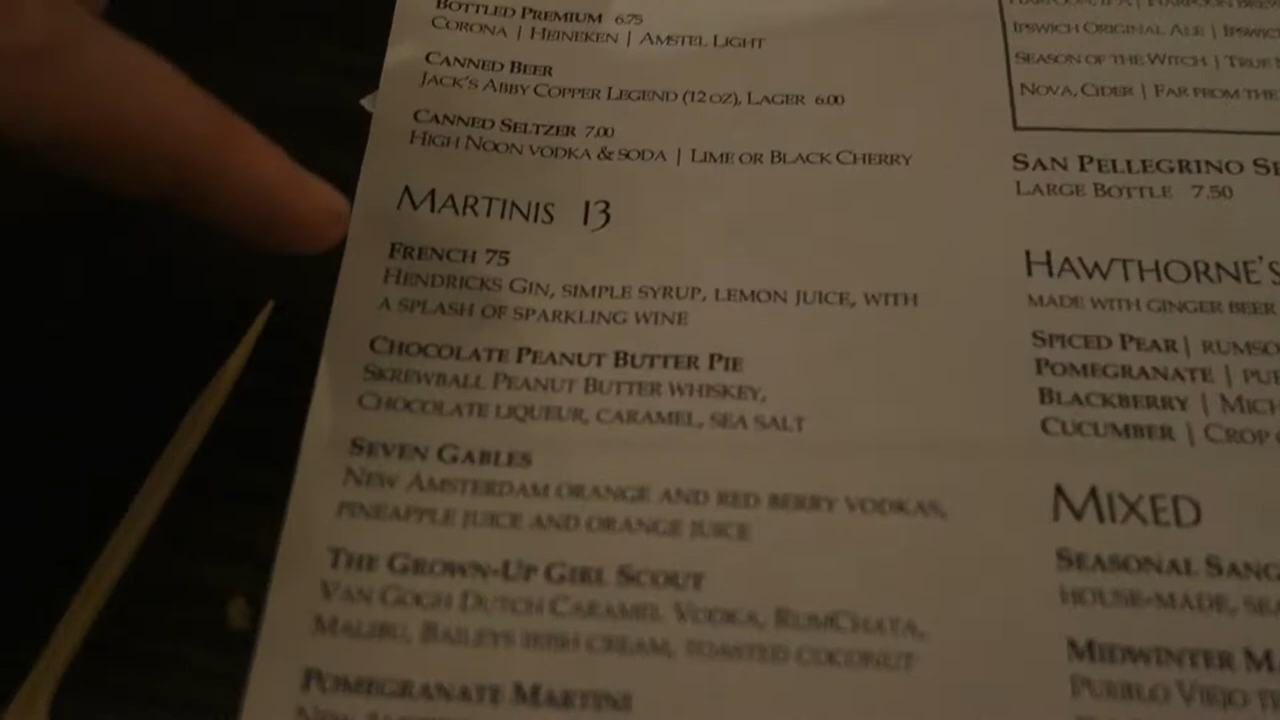 BOTTLED PREMIUM 6.75
CORONA | HEINEKEN | AMSTEL LIGHT
CANNED BEER
JACK'S ABBY COPPER LEGEND (12 OZ), LAGER 6.00
CANNED SELTZER 7.00
HIGH NOON VODKA & SODA | LIME OR BLACK CHERRY
MARTINIS 13
FRENCH 75
HENDRICKS GIN, SIMPLE SYRUP, LEMON JUICE, WITH
A SPLASH OF SPARKLING WINE
CHOCOLATE PEANUT BUTTER PIE
SKREWBALL PEANUT BUTTER WHISKEY,
CHOCOLATE LIQUEUR, CARAMEL, SEA SALT
SEVEN GABLES
NEW AMSTERDAM ORANGE AND RED BERRY VODKAS,
PINEAPPLE JUICE AND ORANGE JUICE
THE GROWN-UP GIRL SCOUT
VAN GOGH DUTCH CARAMEL VODKA, RUMCHATA,
MALIBU, BAILEYS IRISH CREAM, TOASTED COCONUT
POMEGRANATE MARTINI
NEW
IPSWICH ORIGINAL ALE |
SEASON OF THE WITCH | TRUE
NOVA, CIDER | FAR FROM THE
SAN PELLEGRINO
LARGE BOTTLE 7.50
HAWTHORNE'S
MADE WITH GINGER BEER
SPICED PEAR |
POMEGRANATE |
BLACKBERRY |
CUCUMBER | CROP
MIXED
SEASONAL
HOUSE-MADE,
MIDWINTER
PUEBLO VIEJO